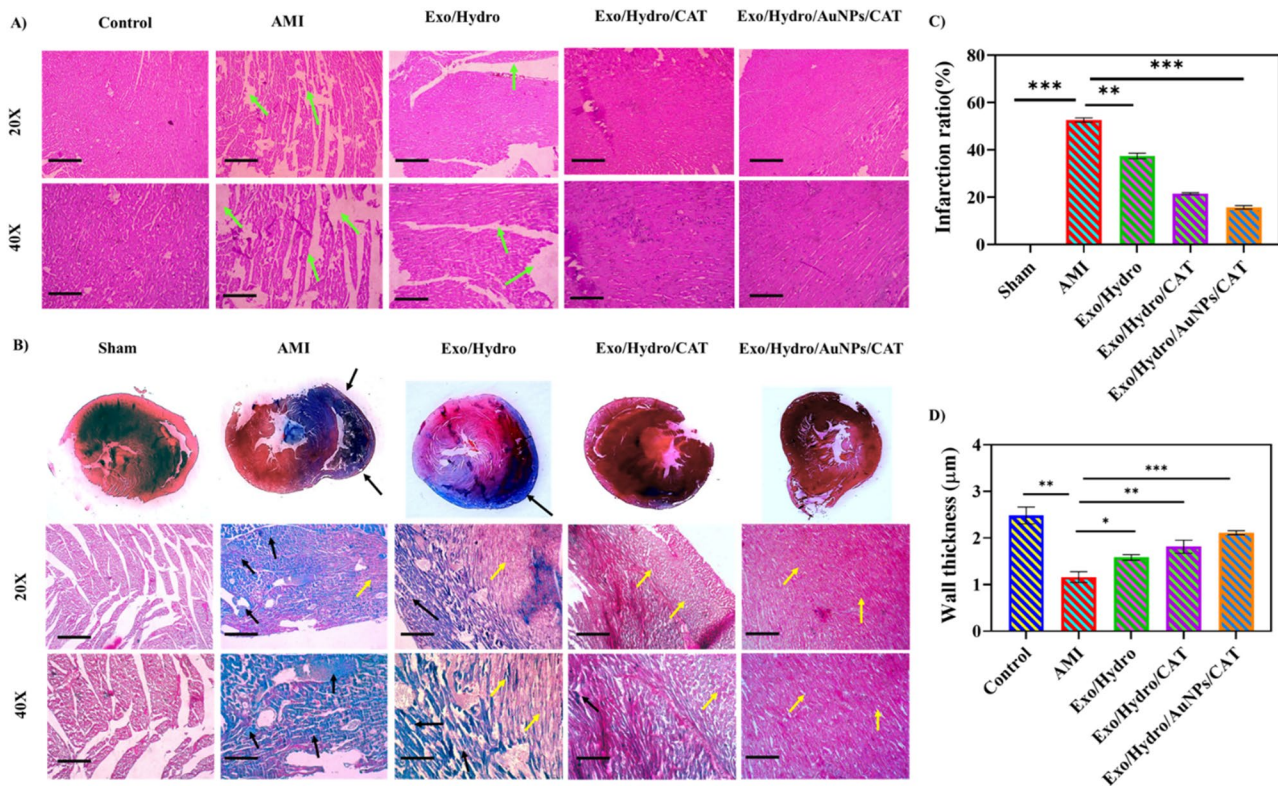 A)
Control AMI Exo/Hydro Exo/Hydro/CAT Exo/Hydro/AuNPs/CAT
20X
40X
B)
Sham AMI Exo/Hydro Exo/Hydro/CAT Exo/Hydro/AuNPs/CAT
20X
40X
C)
Infarction ratio(%)
80
60
40
20
0
*** ** ***
Sham
AMI
Exo/Hydro
Exo/Hydro/CAT
Exo/Hydro/AuNPs/CAT
D)
Wall thickness (μm)
4
3
2
1
0
** * ** ***
Control
AMI
Exo/Hydro
Exo/Hydro/CAT
Exo/Hydro/AuNPs/CAT